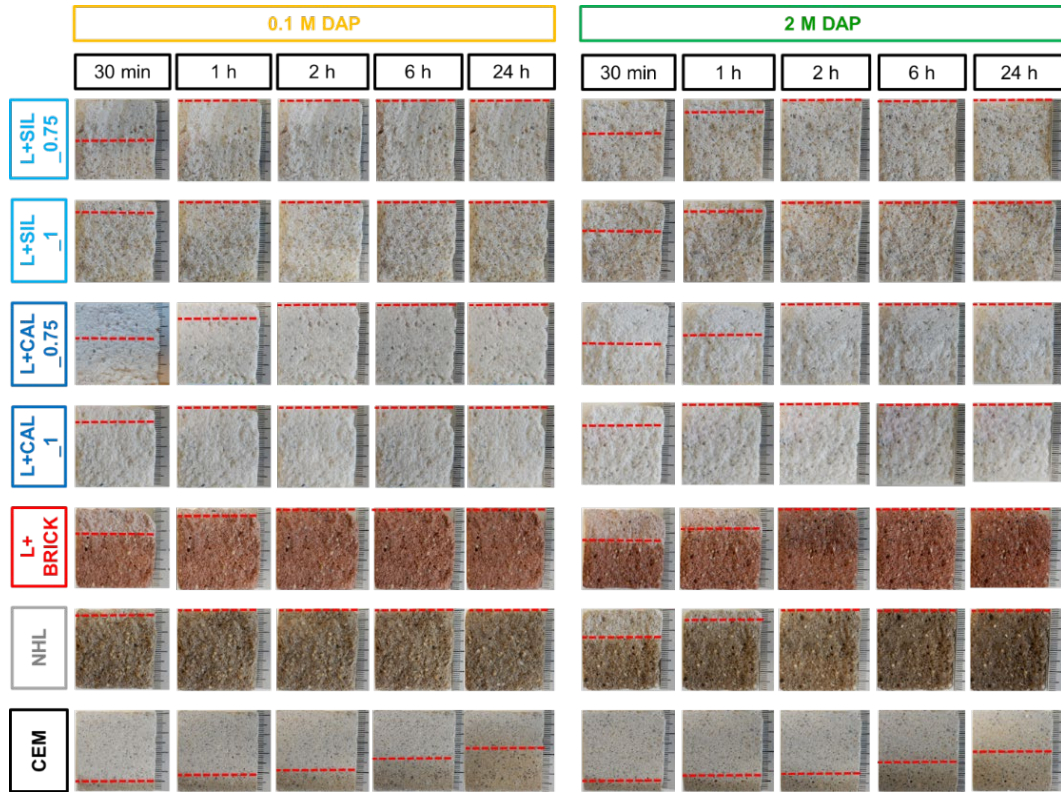 0.1 M DAP
2 M DAP
30 min
1 h
2 h
6 h
24 h
30 min
1 h
2 h
6 h
24 h
L+SIL
_0.75
L+SIL
_1
L+CAL
_0.75
L+CAL
_1
L+
BRICK
NHL
CEM